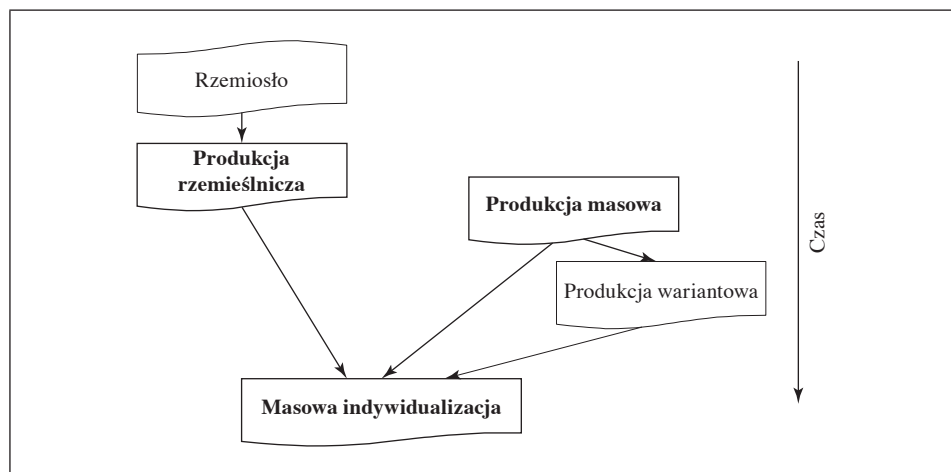 Rzemiosło
Produkcja
rzemieślnicza
Produkcja masowa
Produkcja wariantowa
Masowa indywidualizacja
Czas